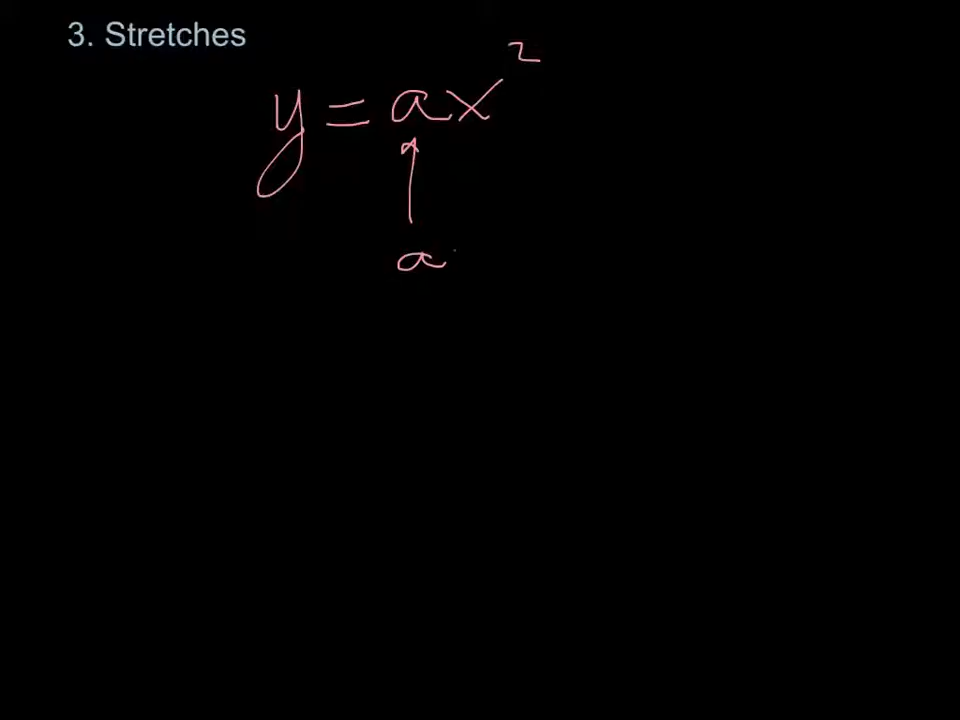 3. Stretches
y = ax²
a